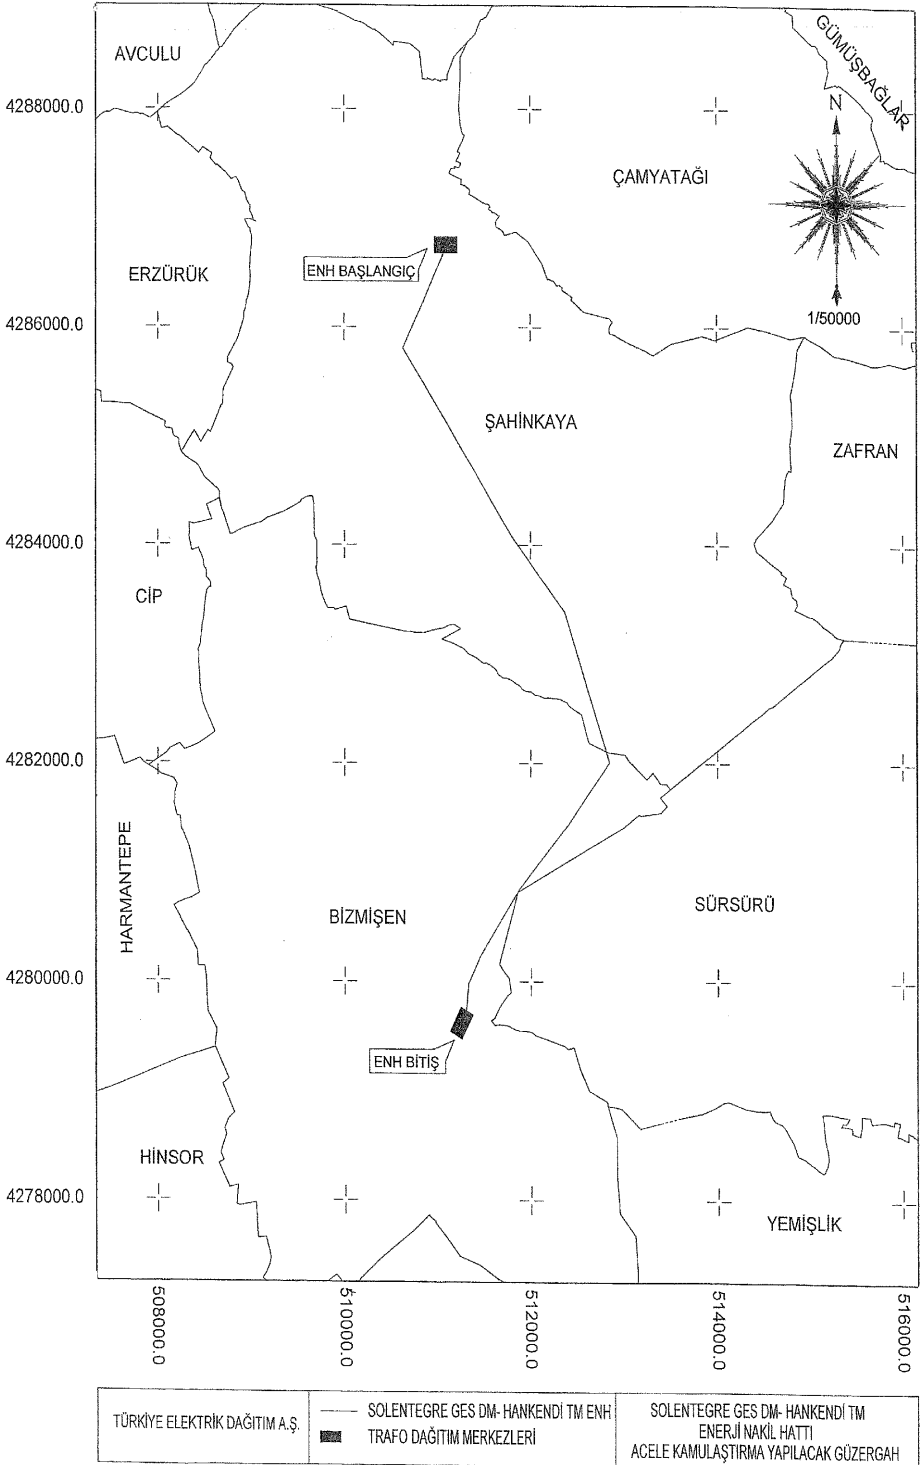 AVCULU
GÜMÜŞBAĞLAR
4288000.0
N
ÇAMYATAĞI
ENH BAŞLANGIÇ
ERZÜRÜK
4286000.0
1/50000
ŞAHİNKAYA
ZAFRAN
4284000.0
CİP
4282000.0
HARMANTEPE
BİZMİŞEN
SÜRSÜRÜ
4280000.0
ENH BİTİŞ
HİNSOR
4278000.0
YEMİŞLİK
508000.0
510000.0
512000.0
514000.0
516000.0
TÜRKİYE ELEKTRİK DAĞITIM A.Ş.
SOLENTEGRE GES DM- HANKENDİ TM ENH
TRAFO DAĞITIM MERKEZLERİ
SOLENTEGRE GES DM- HANKENDİ TM
ENERJİ NAKİL HATTI
ACELE KAMULAŞTIRMA YAPILACAK GÜZERGAH